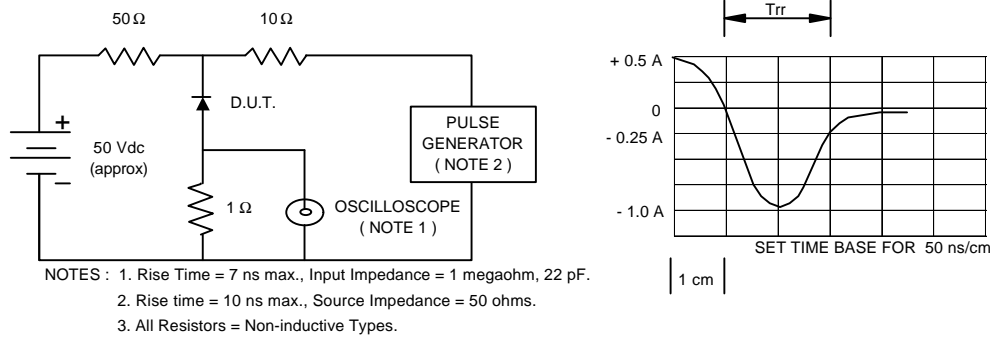 50 Ω
10 Ω
D.U.T.
+
50 Vdc
(approx)
−
1 Ω
OSCILLOSCOPE
( NOTE 1 )
PULSE
GENERATOR
( NOTE 2 )
Trr
+ 0.5 A
0
- 0.25 A
- 1.0 A
SET TIME BASE FOR 50 ns/cm
1 cm
NOTES : 1. Rise Time = 7 ns max., Input Impedance = 1 megaohm, 22 pF.
2. Rise time = 10 ns max., Source Impedance = 50 ohms.
3. All Resistors = Non-inductive Types.